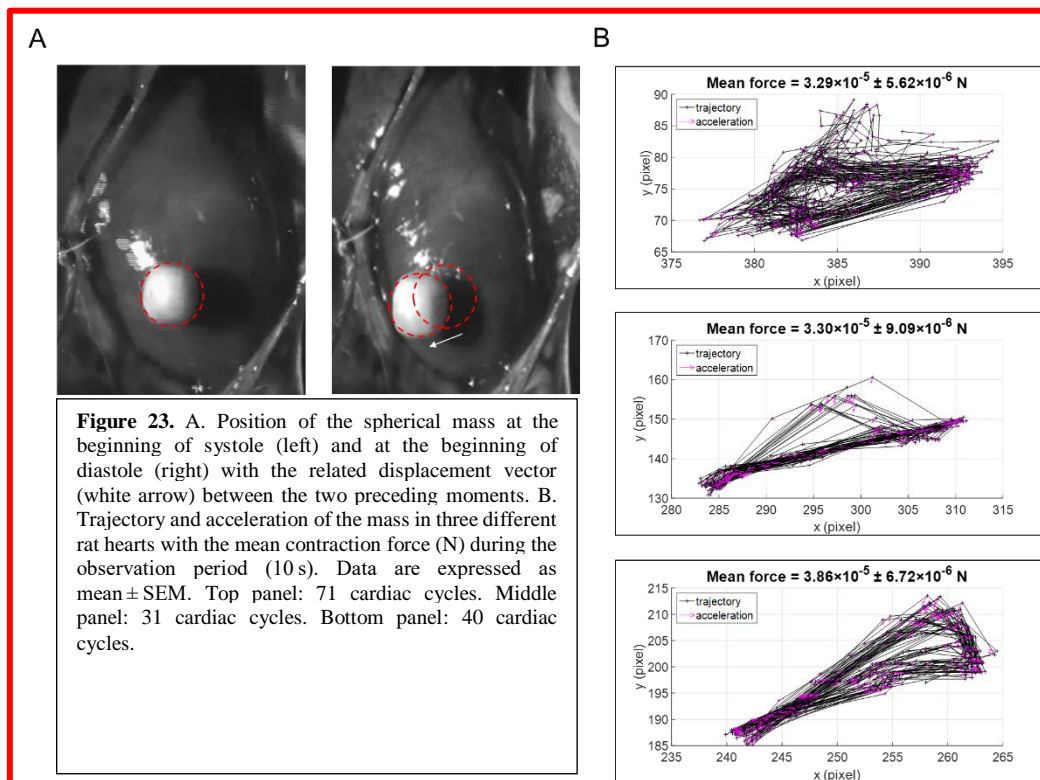 A
B
Figure 23. A. Position of the spherical mass at the
beginning of systole (left) and at the beginning of
diastole (right) with the related displacement vector
(white arrow) between the two preceding moments. B.
Trajectory and acceleration of the mass in three different
rat hearts with the mean contraction force (N) during the
observation period (10 s). Data are expressed as
mean ± SEM. Top panel: 71 cardiac cycles. Middle
panel: 31 cardiac cycles. Bottom panel: 40 cardiac
cycles.
Mean force = 3.29×10⁻⁵ ± 5.62×10⁻⁶ N
trajectory
acceleration
y (pixel)
90
85
80
75
70
65
375 380 385 390 395
x (pixel)
Mean force = 3.30×10⁻⁵ ± 9.09×10⁻⁶ N
trajectory
acceleration
y (pixel)
170
160
150
140
130
280 285 290 295 300 305 310 315
x (pixel)
Mean force = 3.86×10⁻⁵ ± 6.72×10⁻⁶ N
trajectory
acceleration
y (pixel)
215
210
205
200
195
190
185
235 240 245 250 255 260 265
x (pixel)